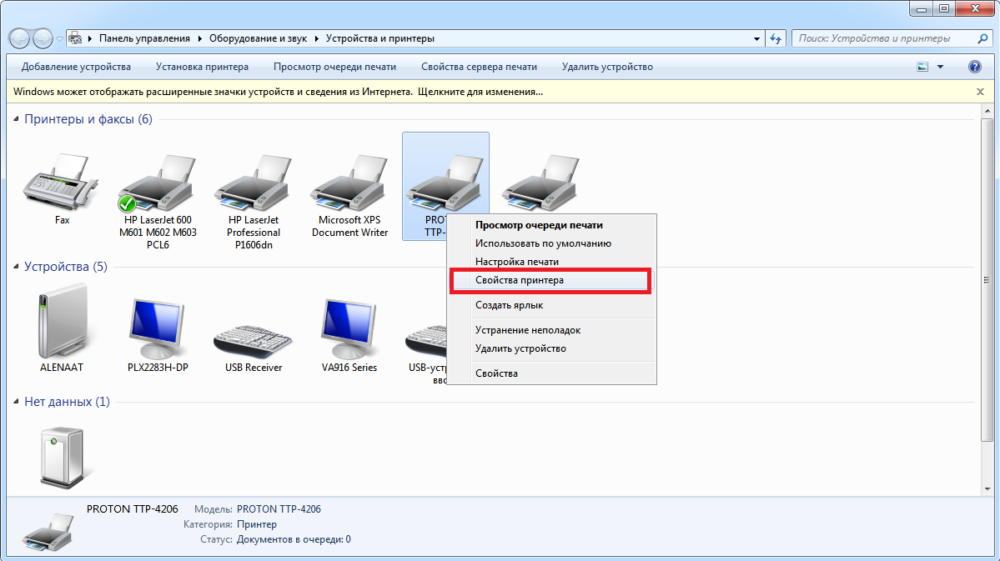 Панель управления ▸ Оборудование и звук ▸ Устройства и принтеры
Поиск: Устройства и принтеры
Добавление устройства Установка принтера Просмотр очереди печати Свойства сервера печати Удалить устройство
Windows может отображать расширенные значки устройств и сведения из Интернета. Щелкните для изменения...
Принтеры и факсы (6)
Fax
HP LaserJet 600
M601 M602 M603
PCL6
HP LaserJet
Professional
P1606dn
Microsoft XPS
Document Writer
PRO
TTP-
Просмотр очереди печати
Использовать по умолчанию
Настройка печати
Свойства принтера
Создать ярлык
Устранение неполадок
Удалить устройство
Свойства
Устройства (5)
ALENAAT
PLX2283H-DP
USB Receiver
VA916 Series
USB-устр
вво
Нет данных (1)
PROTON TTP-4206 Модель: PROTON TTP-4206
Категория: Принтер
Статус: Документов в очереди: 0